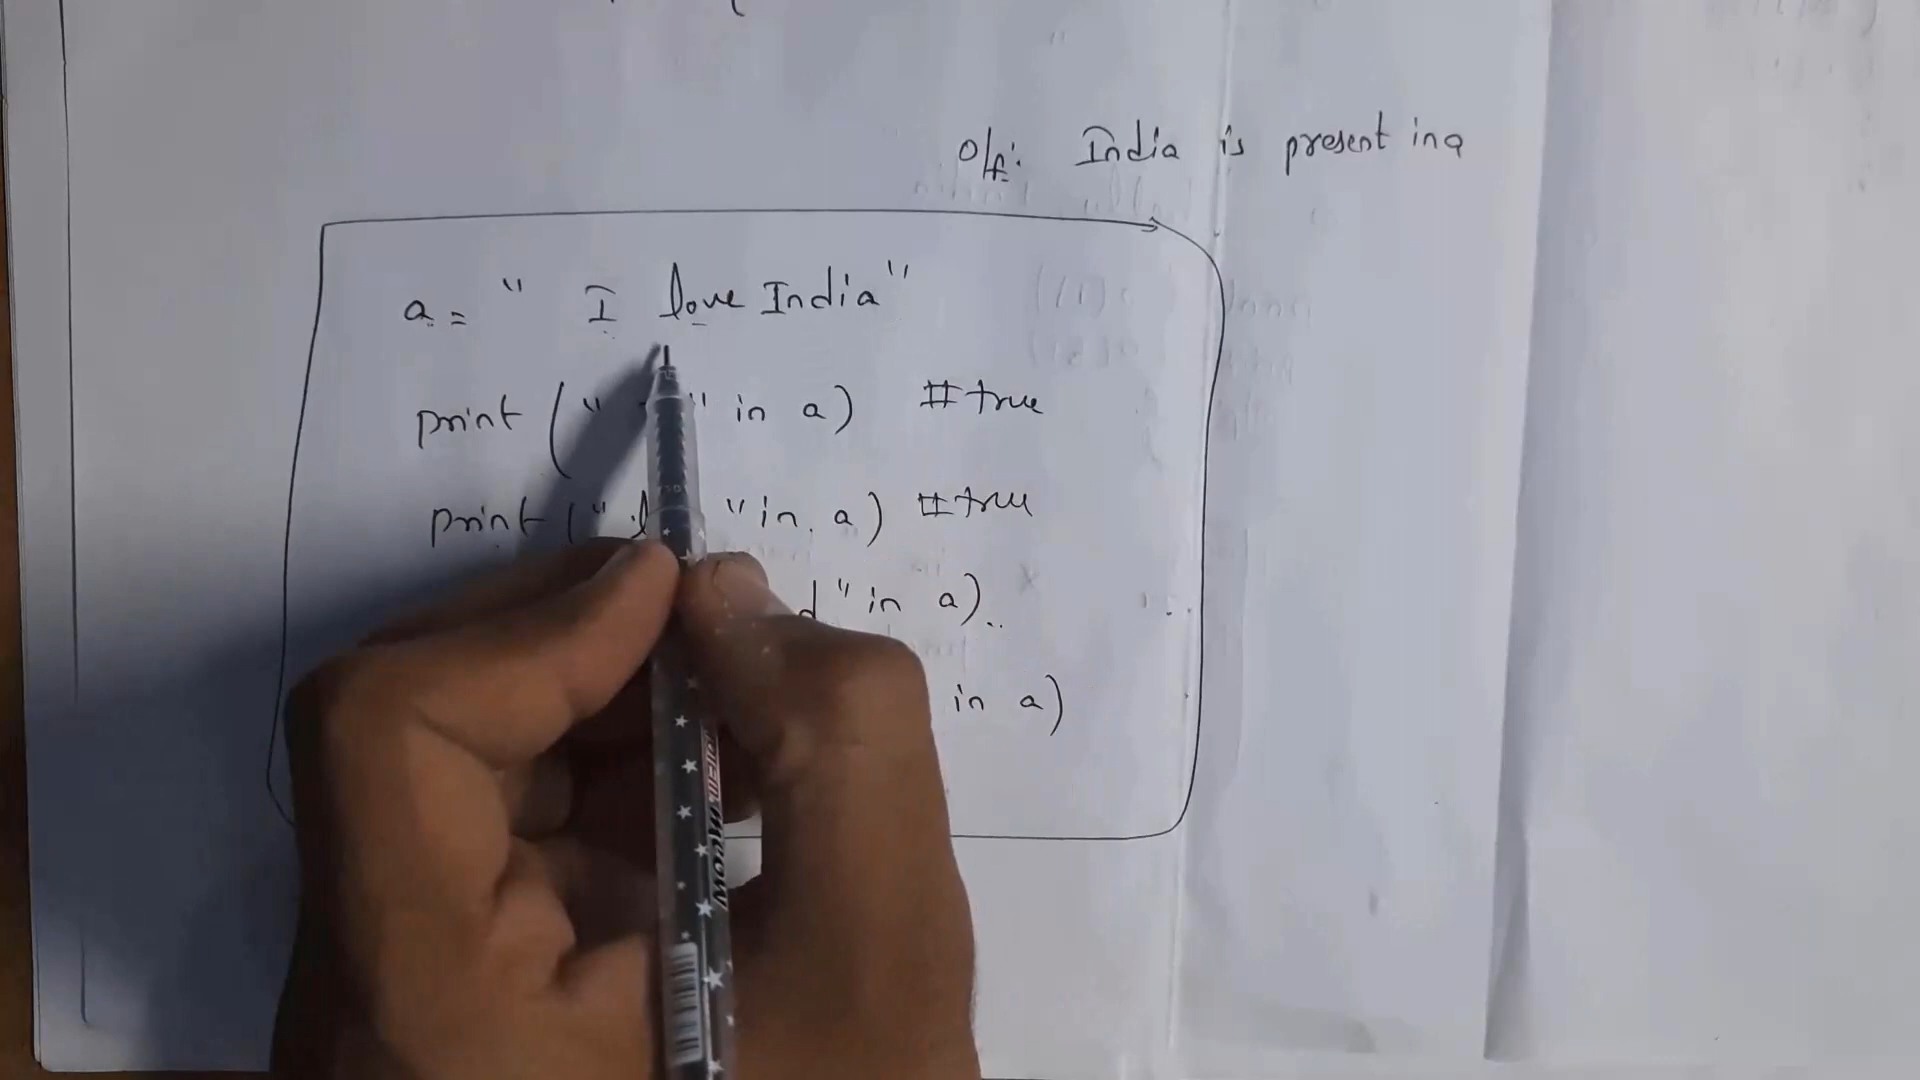 O/P: India is present in a
a = " I love India"
print (" " in a) #true
print (" " in a) #true
d" in a)
in a)